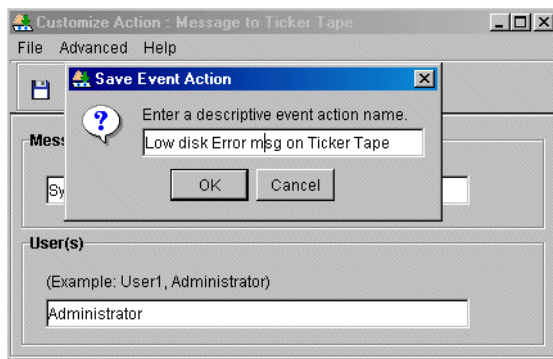 Customize Action : Message to Ticker Tape
File Advanced Help
Save Event Action
Enter a descriptive event action name.
Low disk Error msg on Ticker Tape
OK Cancel
User(s)
(Example: User1, Administrator)
Administrator